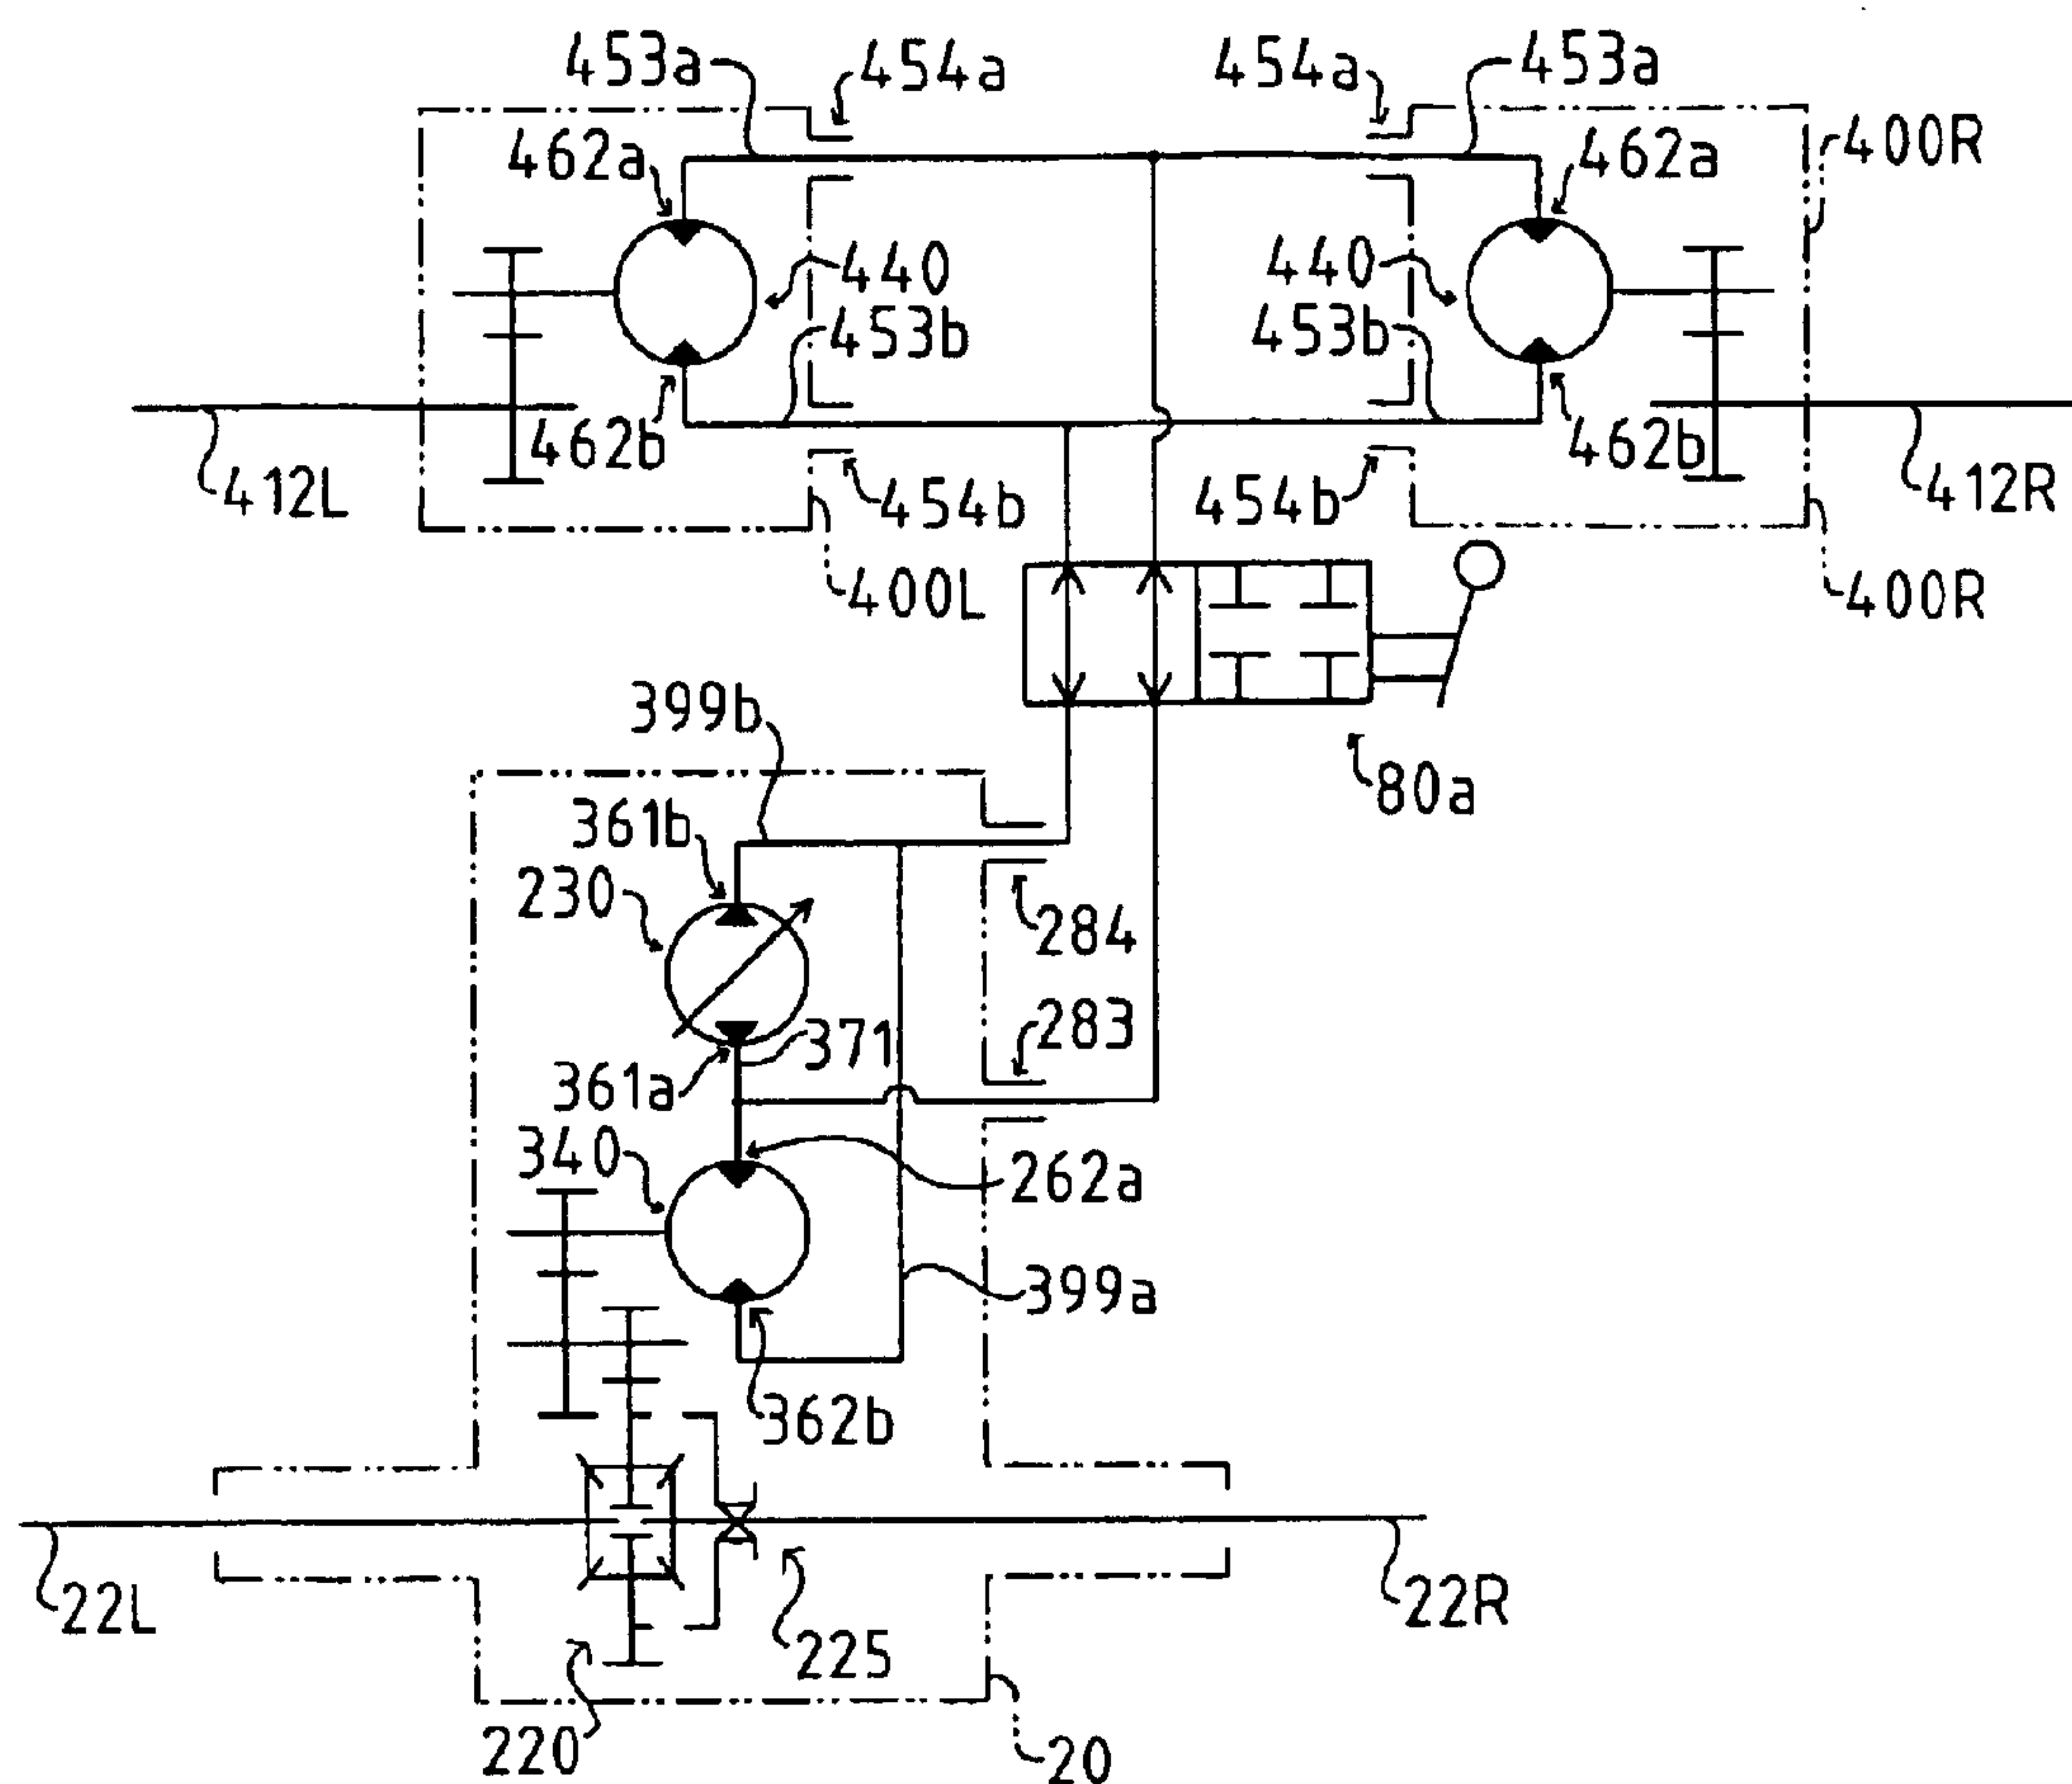 453a 454a 454a 453a
462a 462a 400R
440 440
453b 453b
462b 462b
412L 454b 454b 412R
400L 400R
399b
80a
361b
230
284
283
371
361a
340
262a
399a
362b
22L 22R
225
220
20